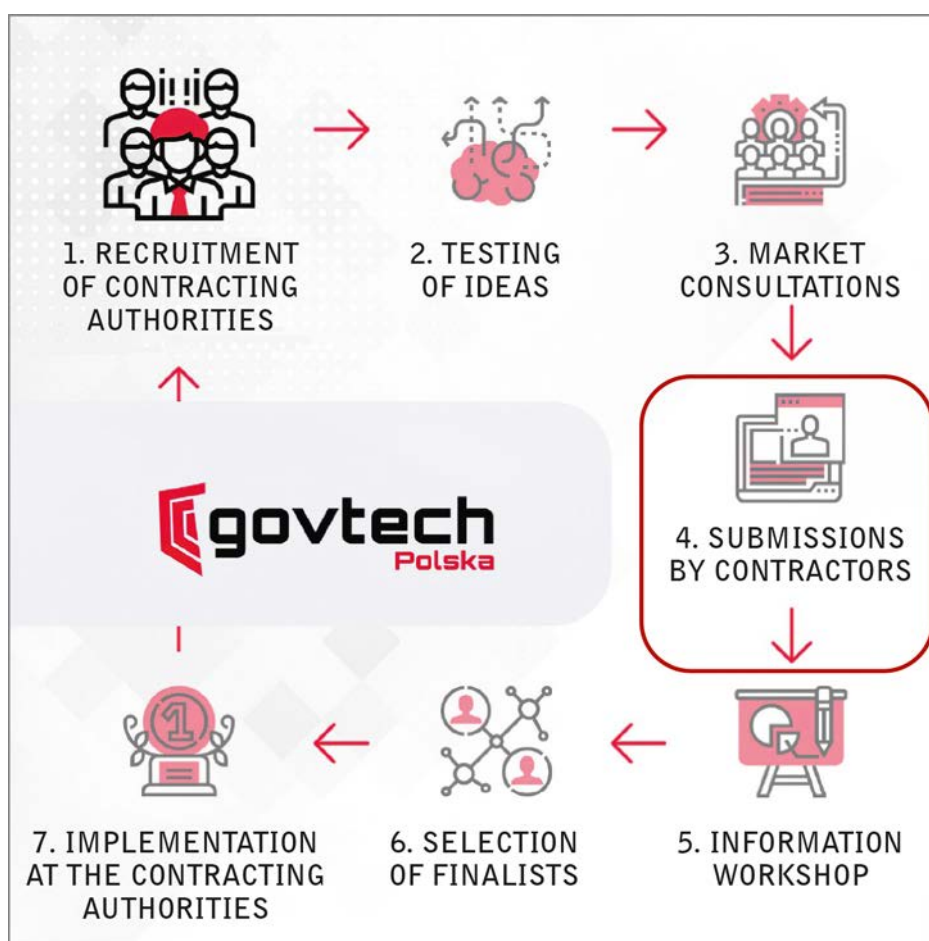 1. RECRUITMENT
OF CONTRACTING
AUTHORITIES
2. TESTING
OF IDEAS
3. MARKET
CONSULTATIONS
govtech
Polska
4. SUBMISSIONS
BY CONTRACTORS
7. IMPLEMENTATION
AT THE CONTRACTING
AUTHORITIES
1
6. SELECTION
OF FINALISTS
5. INFORMATION
WORKSHOP